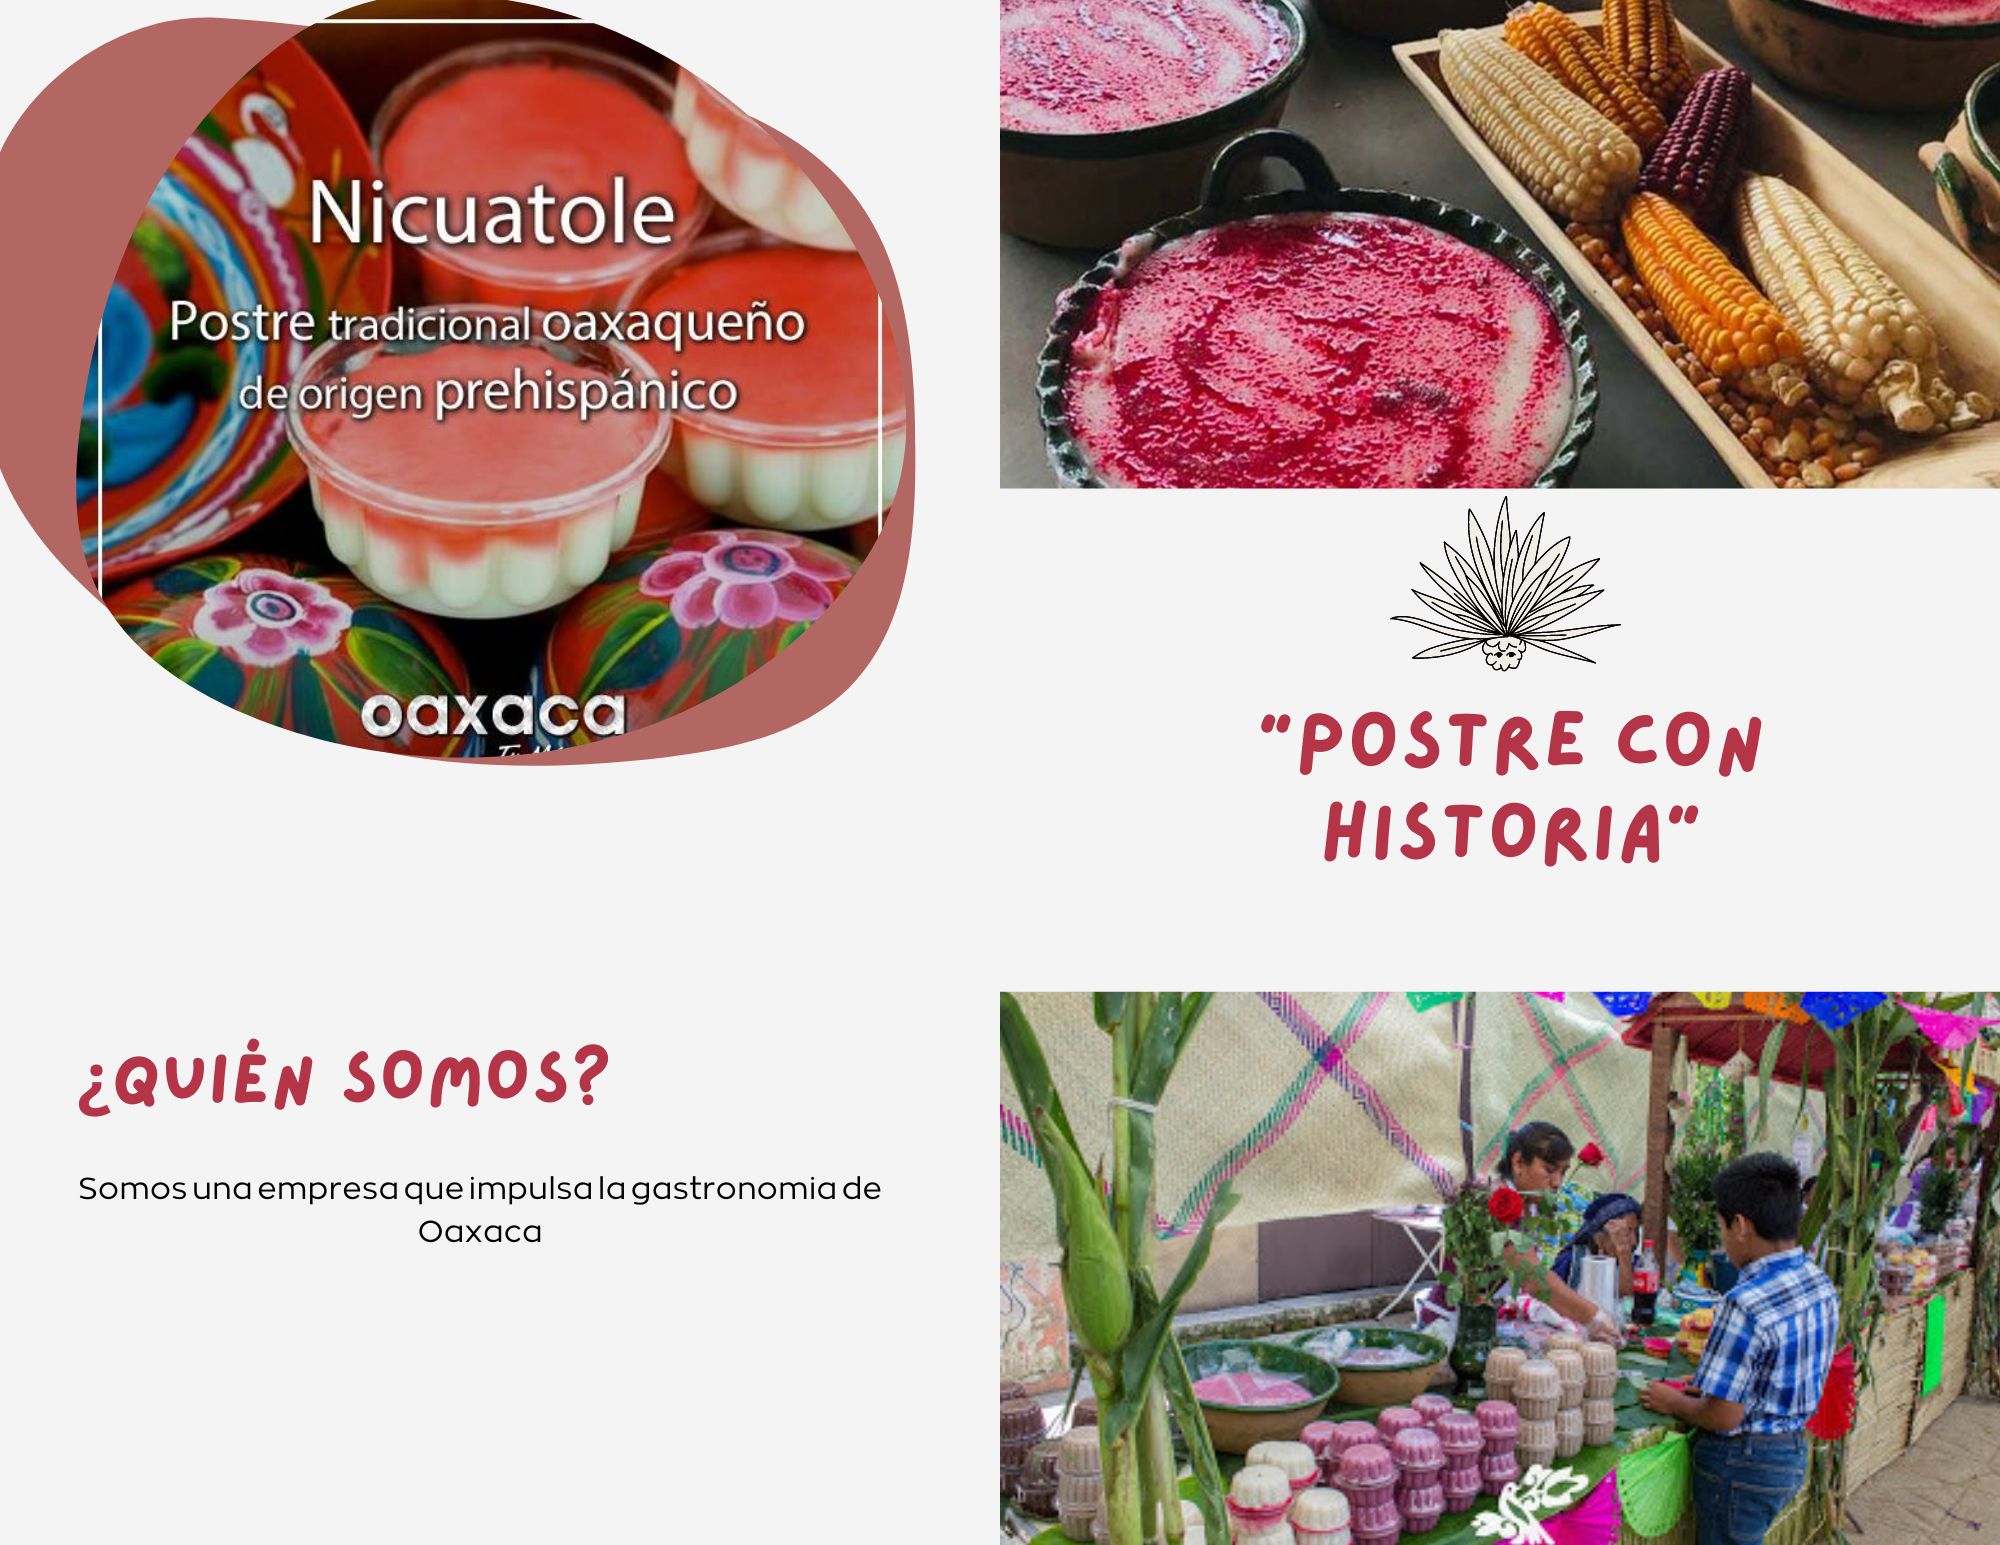 Nicuatole
Postre tradicional oaxaqueño
de origen prehispánico
oaxaca
"POSTRE CON
HISTORIA"
¿QUIÉN SOMOS?
Somos una empresa que impulsa la gastronomia de
Oaxaca